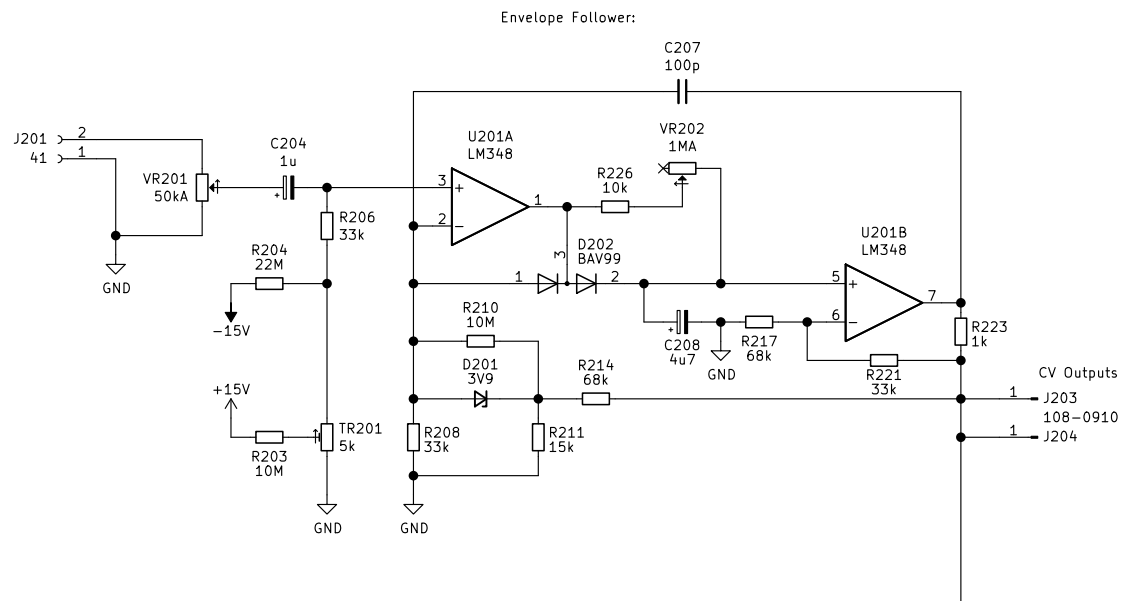 Envelope Follower:
C207
100p
J201
41
2
1
VR201
50kA
GND
C204
1u
+
R206
33k
R204
22M
-15V
+15V
R203
10M
TR201
5k
GND
U201A
LM348
3
+
2
-
1
R226
10k
VR202
1MA
D202
BAV99
3
1
2
R210
10M
D201
3V9
R208
33k
GND
R211
15k
R214
68k
+
C208
4u7
GND
R217
68k
U201B
LM348
5
+
6
-
7
R221
33k
R223
1k
CV Outputs
1
J203
108-0910
1
J204